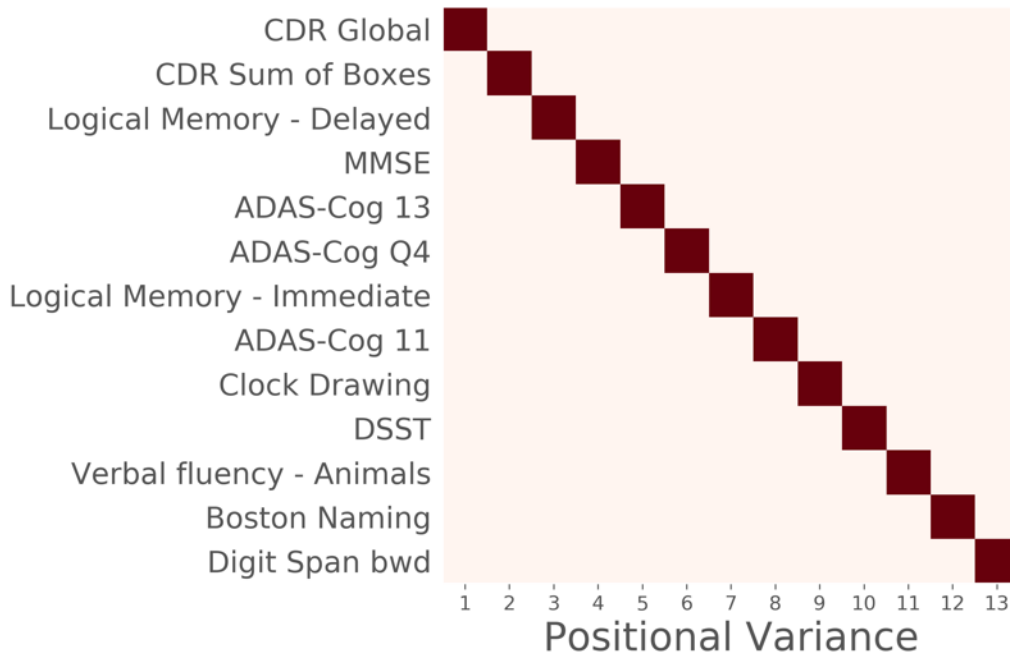 CDR Global
CDR Sum of Boxes
Logical Memory - Delayed
MMSE
ADAS-Cog 13
ADAS-Cog Q4
Logical Memory - Immediate
ADAS-Cog 11
Clock Drawing
DSST
Verbal fluency - Animals
Boston Naming
Digit Span bwd
1 2 3 4 5 6 7 8 9 10 11 12 13
Positional Variance